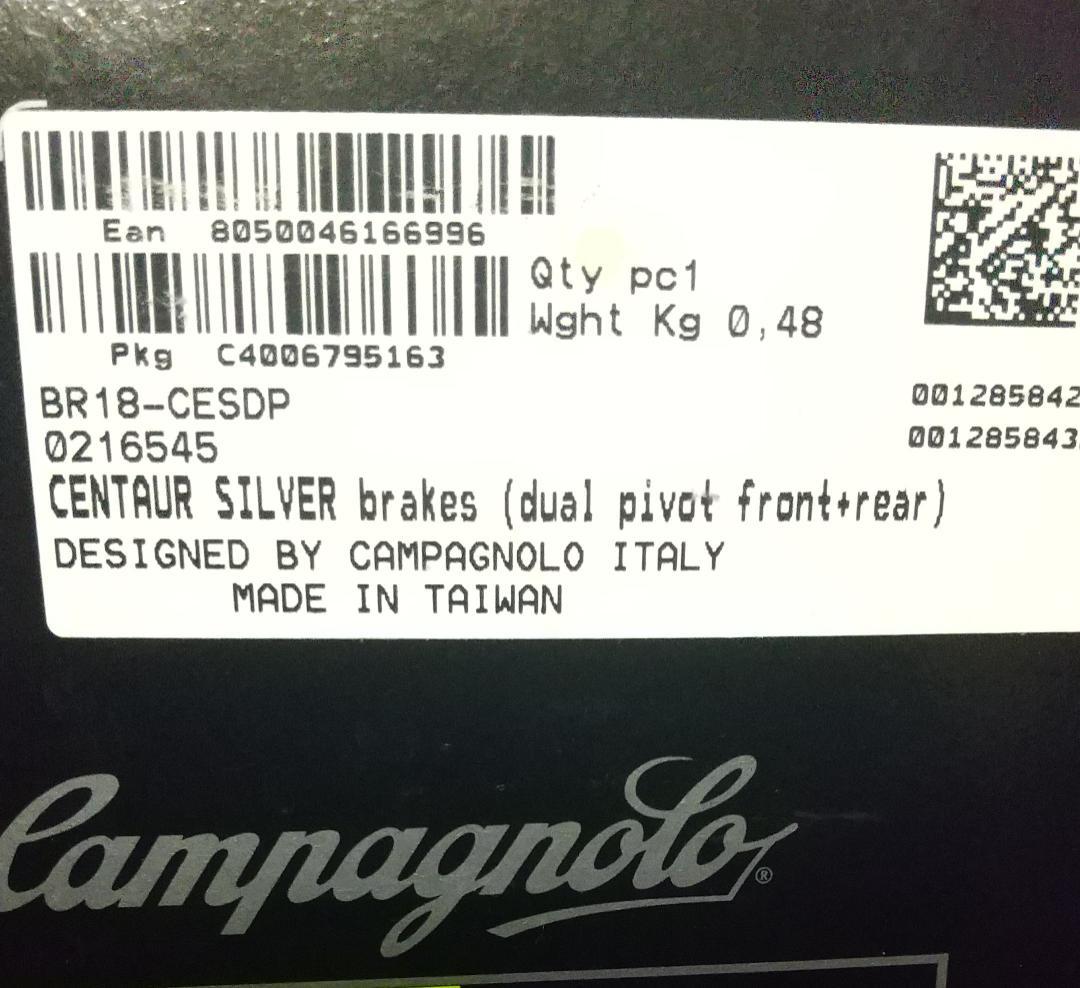 Ean 8050046166996
Qty pc1
Wght Kg 0,48
Pkg C4006795163
BR18-CESDP
001285842
0216545
001285843
CENTAUR SILVER brakes (dual pivot front+rear)
DESIGNED BY CAMPAGNOLO ITALY
MADE IN TAIWAN
Campagnolo®